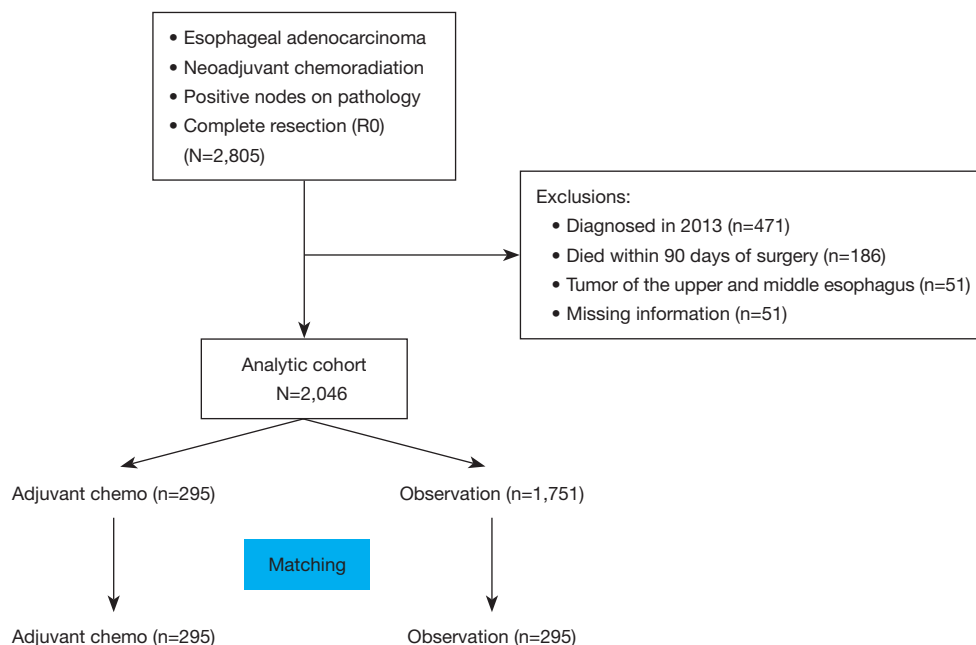 • Esophageal adenocarcinoma
• Neoadjuvant chemoradiation
• Positive nodes on pathology
• Complete resection (R0)
(N=2,805)
Exclusions:
• Diagnosed in 2013 (n=471)
• Died within 90 days of surgery (n=186)
• Tumor of the upper and middle esophagus (n=51)
• Missing information (n=51)
Analytic cohort
N=2,046
Adjuvant chemo (n=295)
Observation (n=1,751)
Matching
Adjuvant chemo (n=295)
Observation (n=295)